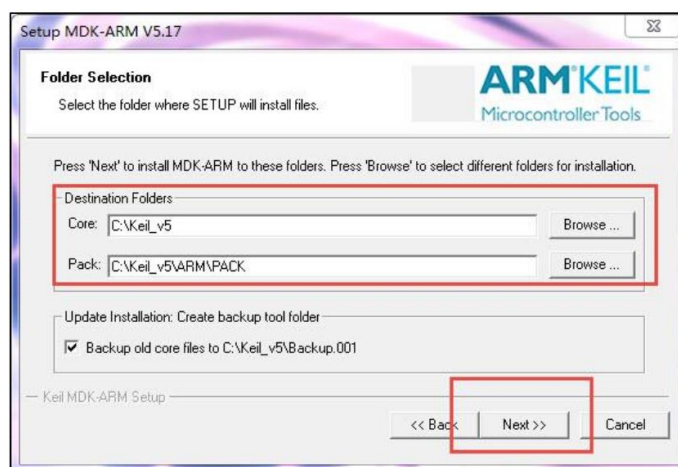 Setup MDK-ARM V5.17
Folder Selection
Select the folder where SETUP will install files.
ARM®KEIL®
Microcontroller Tools
Press 'Next' to install MDK-ARM to these folders. Press 'Browse' to select different folders for installation.
Destination Folders
Core: C:\Keil_v5 Browse ...
Pack: C:\Keil_v5\ARM\PACK Browse ...
Update Installation: Create backup tool folder
Backup old core files to C:\Keil_v5\Backup.001
Keil MDK-ARM Setup
<< Back Next >> Cancel